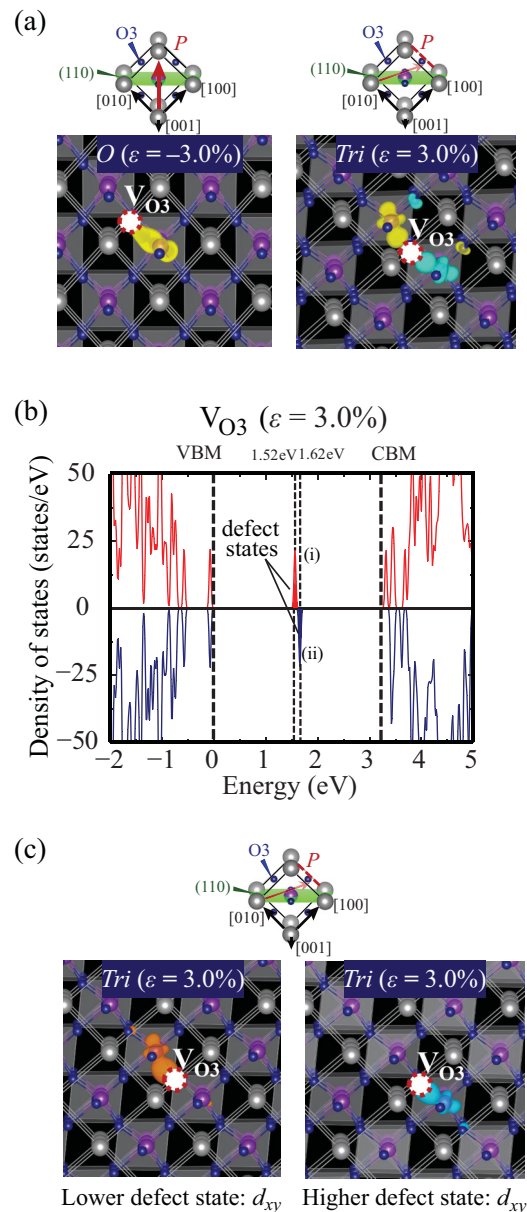 (a)
O3 P O3 P
(110) (110)
[010] [100] [010] [100]
[001] [001]
O (ε = –3.0%) Tri (ε = 3.0%)
VO3 VO3
(b)
VO3 (ε = 3.0%)
VBM 1.52eV 1.62eV CBM
50
25
0
−25
−50
Density of states (states/eV)
defect
states
(i)
(ii)
−2 −1 0 1 2 3 4 5
Energy (eV)
(c)
O3 P
(110)
[010] [100]
[001]
Tri (ε = 3.0%) Tri (ε = 3.0%)
VO3 VO3
Lower defect state: dxy Higher defect state: dxy